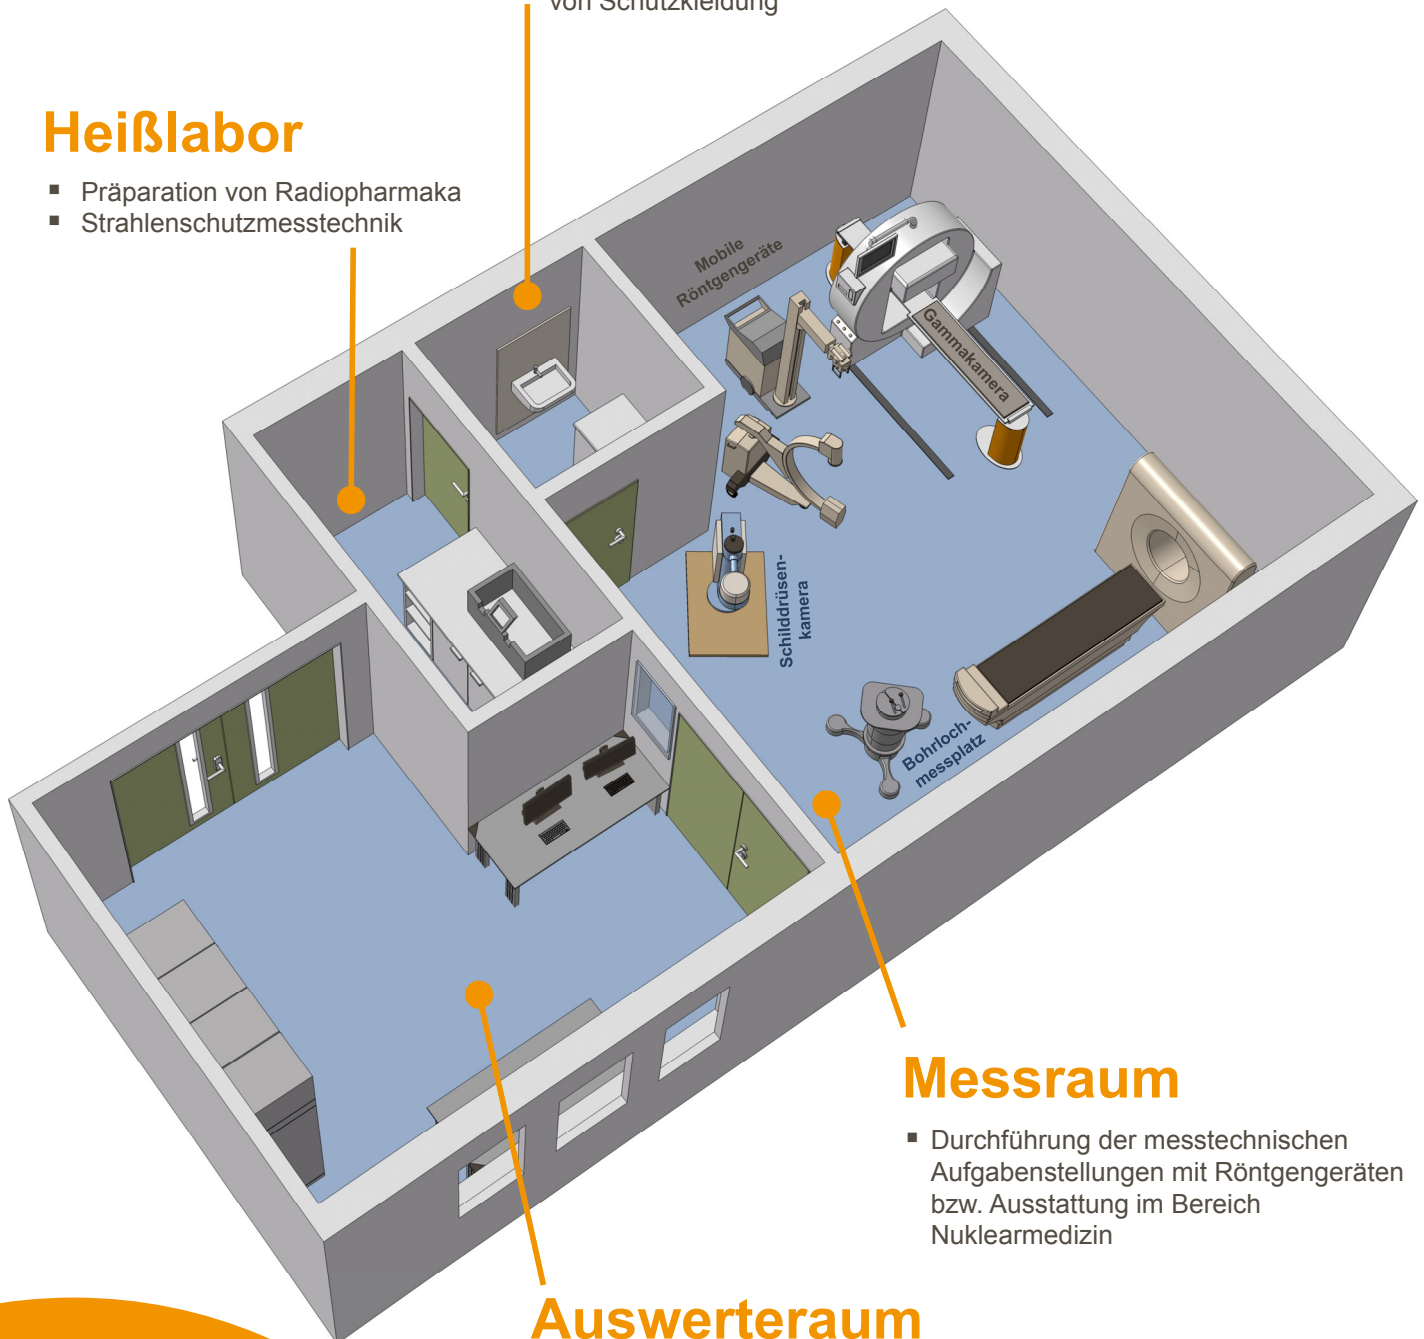 von Schutzkleidung
Heißlabor
▪ Präparation von Radiopharmaka
▪ Strahlenschutzmesstechnik
Mobile
Röntgengeräte
Gammakamera
Schilddrüsen-
kamera
Bohrloch-
messplatz
Messraum
▪ Durchführung der messtechnischen
Aufgabenstellungen mit Röntgengeräten
bzw. Ausstattung im Bereich
Nuklearmedizin
Auswerteraum